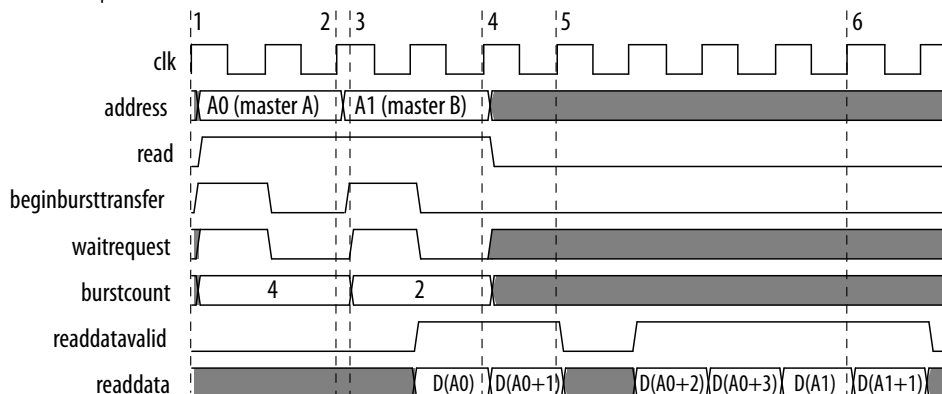 1 2 3 4 5 6
clk
address A0 (master A) A1 (master B)
read
beginbursttransfer
waitrequest
burstcount 4 2
readdatavalid
readdata D(A0) D(A0+1) D(A0+2) D(A0+3) D(A1) D(A1+1)